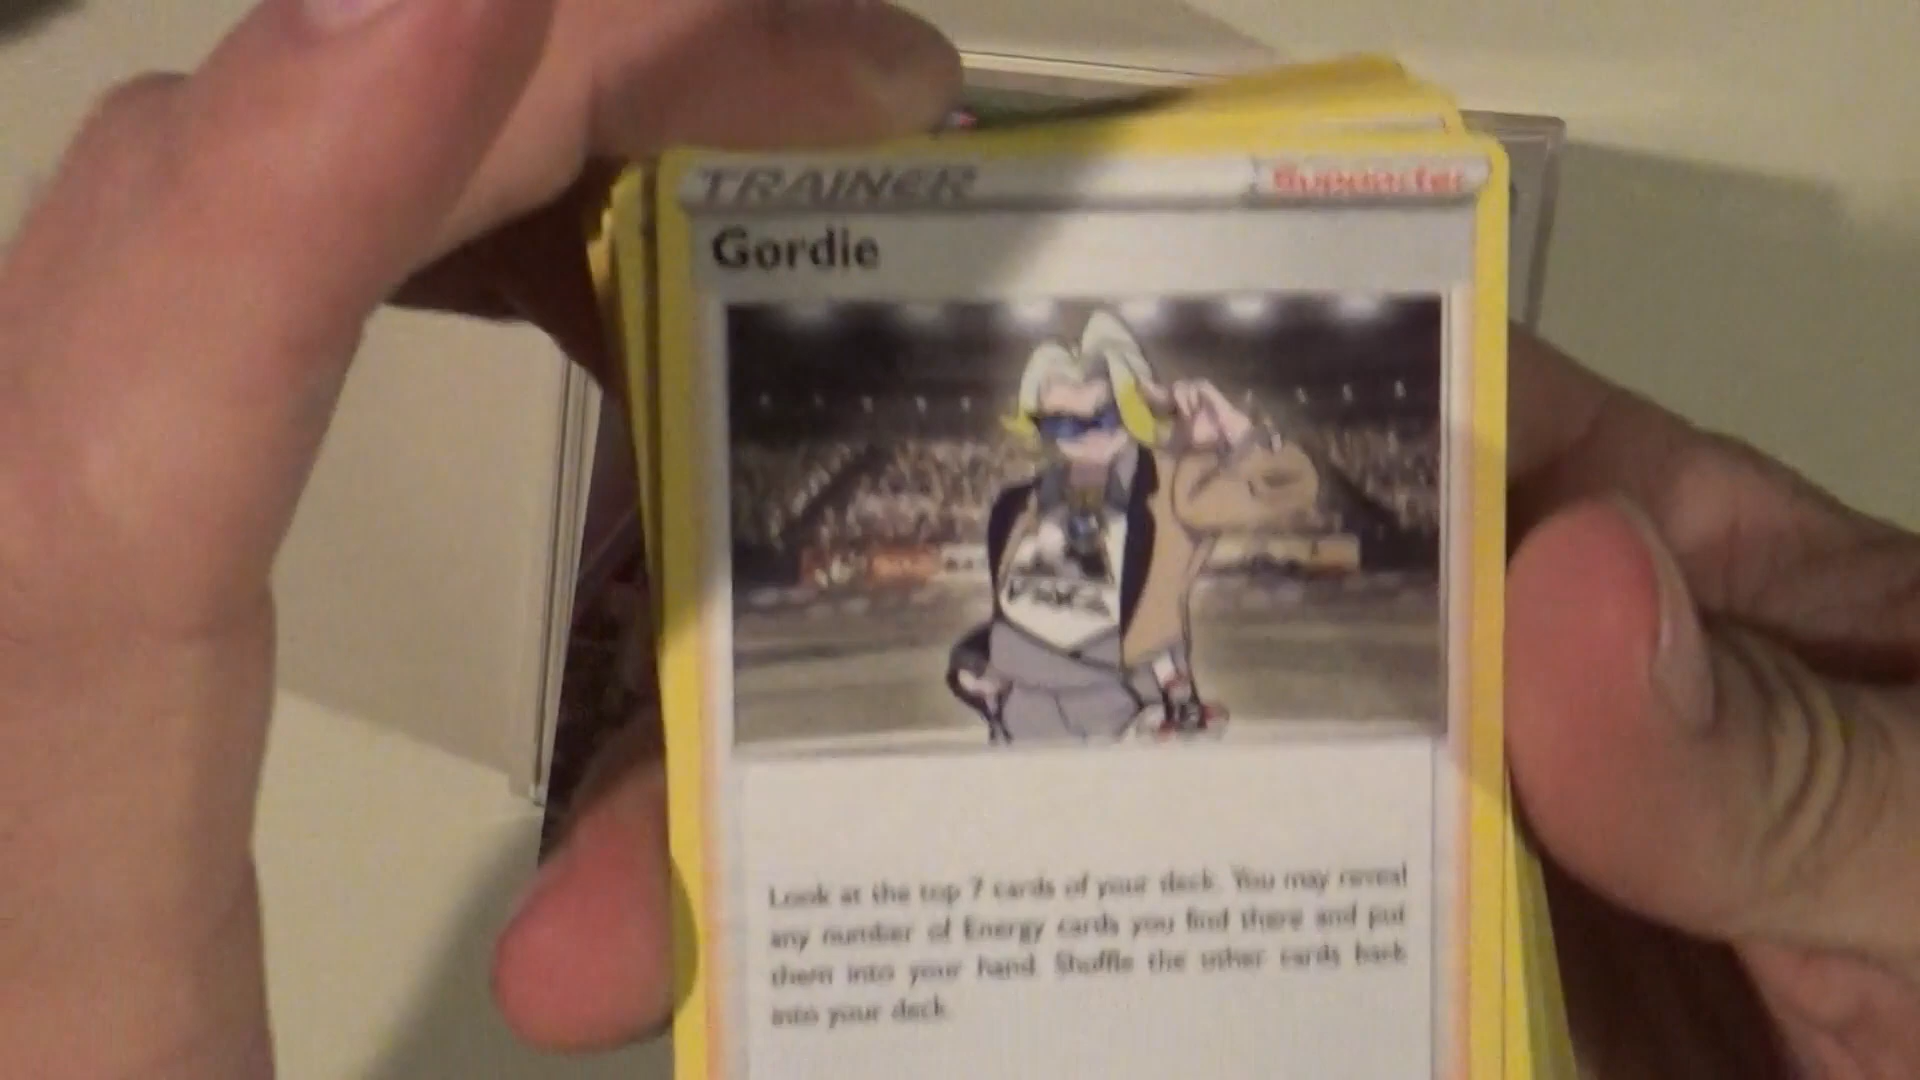 TRAINER
Supporter
Gordie
Look at the top 7 cards of your deck. You may reveal
any number of Energy cards you find there and put
them into your hand. Shuffle the other cards back
into your deck.